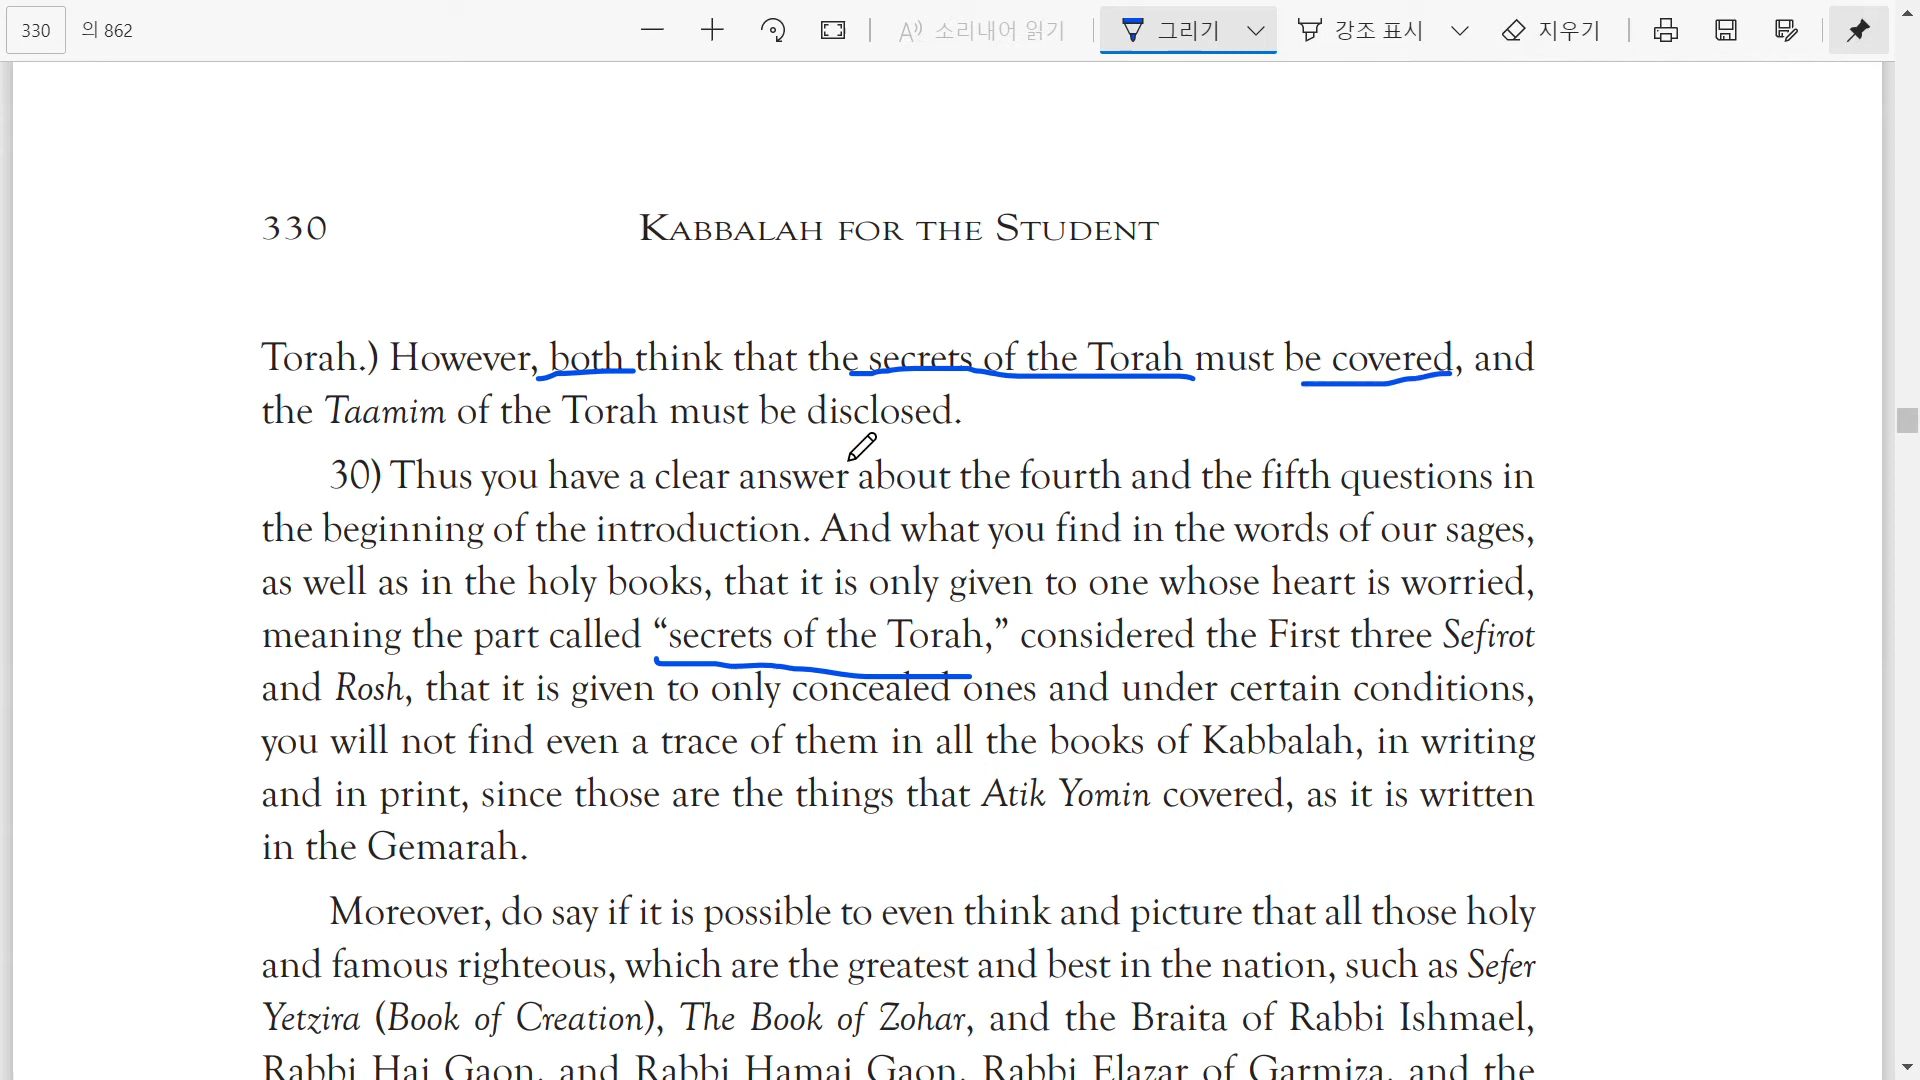 330 의 862 소리내어 읽기 그리기 강조 표시 지우기
330 KABBALAH FOR THE STUDENT
Torah.) However, both think that the secrets of the Torah must be covered, and
the Taamim of the Torah must be disclosed.
30) Thus you have a clear answer about the fourth and the fifth questions in
the beginning of the introduction. And what you find in the words of our sages,
as well as in the holy books, that it is only given to one whose heart is worried,
meaning the part called “secrets of the Torah,” considered the First three Sefirot
and Rosh, that it is given to only concealed ones and under certain conditions,
you will not find even a trace of them in all the books of Kabbalah, in writing
and in print, since those are the things that Atik Yomin covered, as it is written
in the Gemarah.
Moreover, do say if it is possible to even think and picture that all those holy
and famous righteous, which are the greatest and best in the nation, such as Sefer
Yetzira (Book of Creation), The Book of Zohar, and the Braita of Rabbi Ishmael,
Rabbi Hai Gaon, and Rabbi Hamai Gaon, Rabbi Elazar of Garmiza, and the